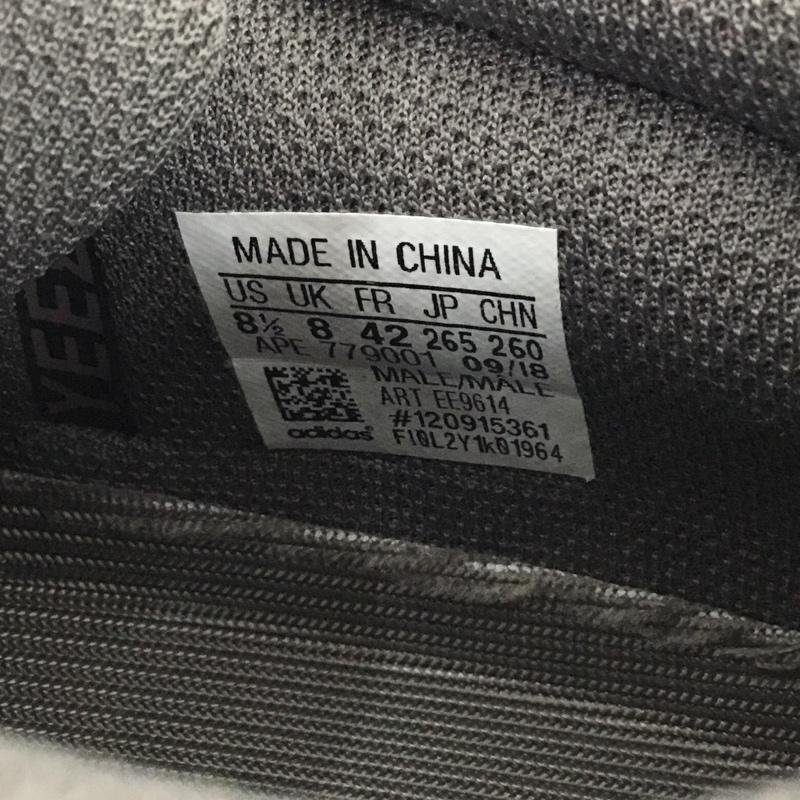 MADE IN CHINA
US UK FR JP CHN
8½ 8 42 265 260
APE 779001 09/18
MALE/MALE
ART EE9614
#120915361
adidas® FI0L2Y1k01964